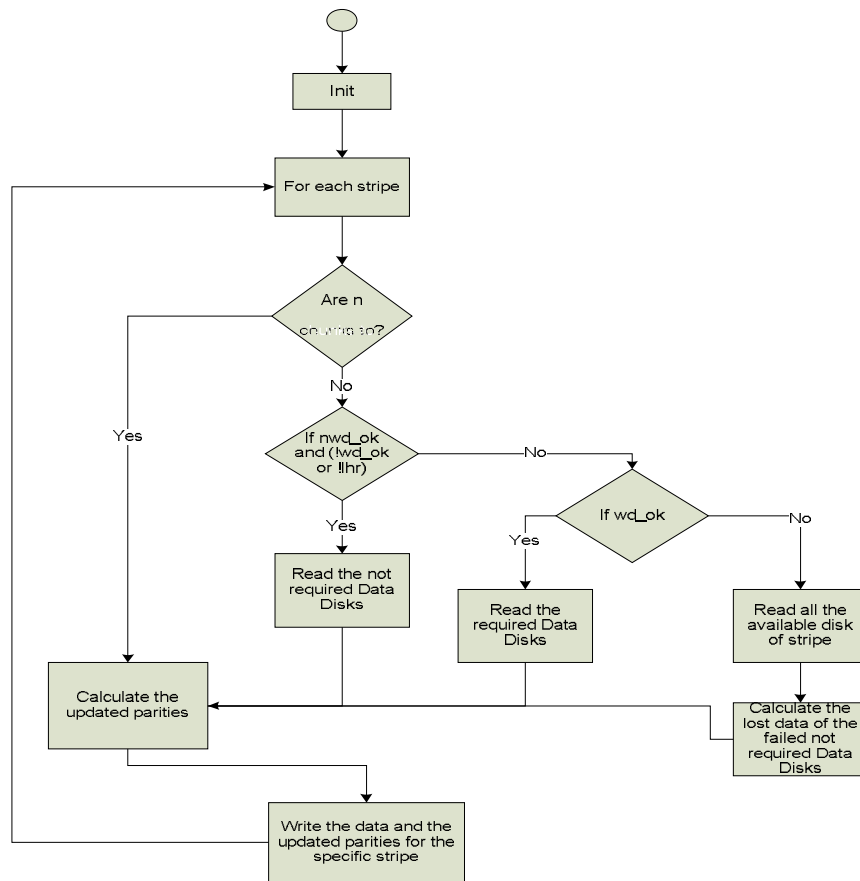 Init
For each stripe
Are n
No
Yes
If nwd_ok
and (!wd_ok
or !lhr)
No
If wd_ok
Yes
Yes
No
Read the not
required Data
Disks
Read the
required Data
Disks
Read all the
available disk
of stripe
Calculate the
updated parities
Calculate the
lost data of the
failed not
required Data
Disks
Write the data and the
updated parities for the
specific stripe